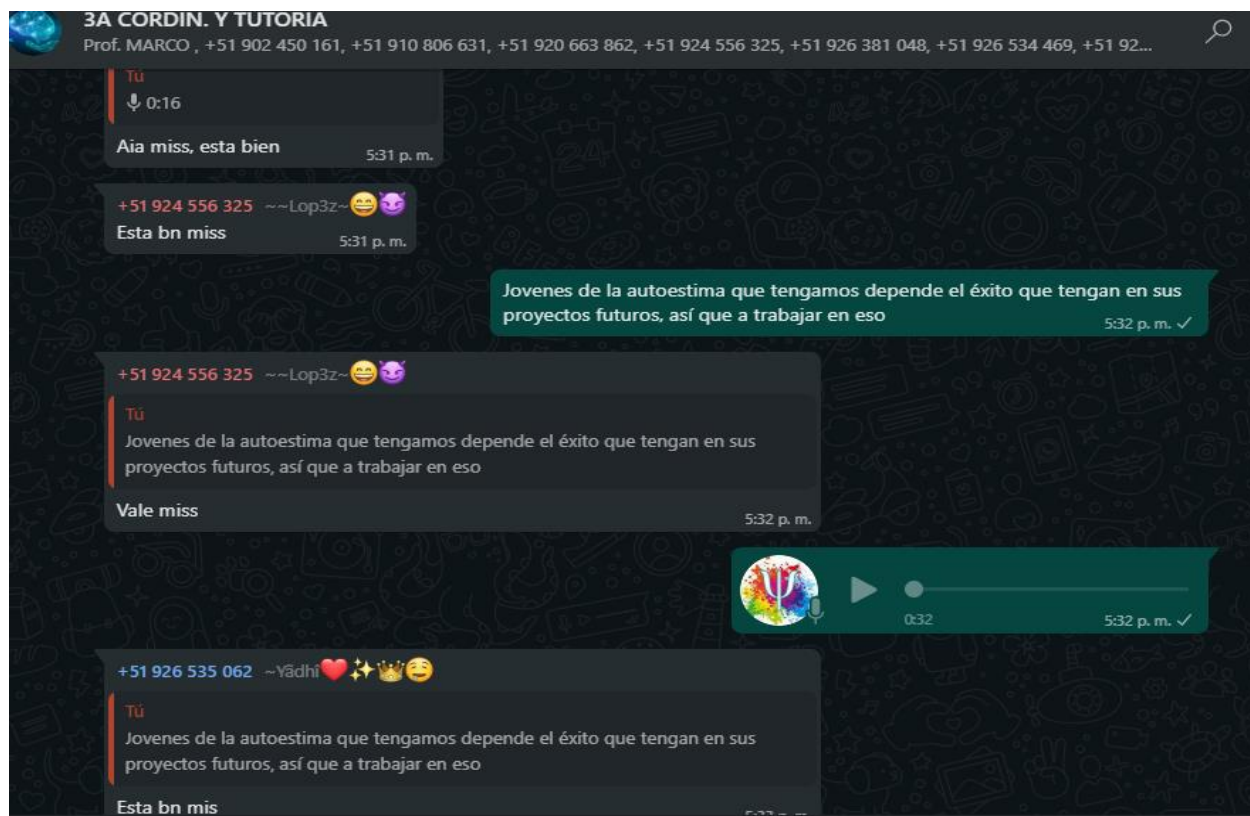 3A CORDIN. Y TUTORIA
Prof. MARCO , +51 902 450 161, +51 910 806 631, +51 920 663 862, +51 924 556 325, +51 926 381 048, +51 926 534 469, +51 92...
Tú
0:16
Aia miss, esta bien
5:31 p. m.
+51 924 556 325 ~~Lop3z~😄😈
Esta bn miss
5:31 p. m.
Jovenes de la autoestima que tengamos depende el éxito que tengan en sus
proyectos futuros, así que a trabajar en eso
5:32 p. m.
+51 924 556 325 ~~Lop3z~😄😈
Tú
Jovenes de la autoestima que tengamos depende el éxito que tengan en sus
proyectos futuros, así que a trabajar en eso
Vale miss
5:32 p. m.
0:32
5:32 p. m.
+51 926 535 062 ~Yãdhî❤️✨👑🤤
Tú
Jovenes de la autoestima que tengamos depende el éxito que tengan en sus
proyectos futuros, así que a trabajar en eso
Esta bn mis